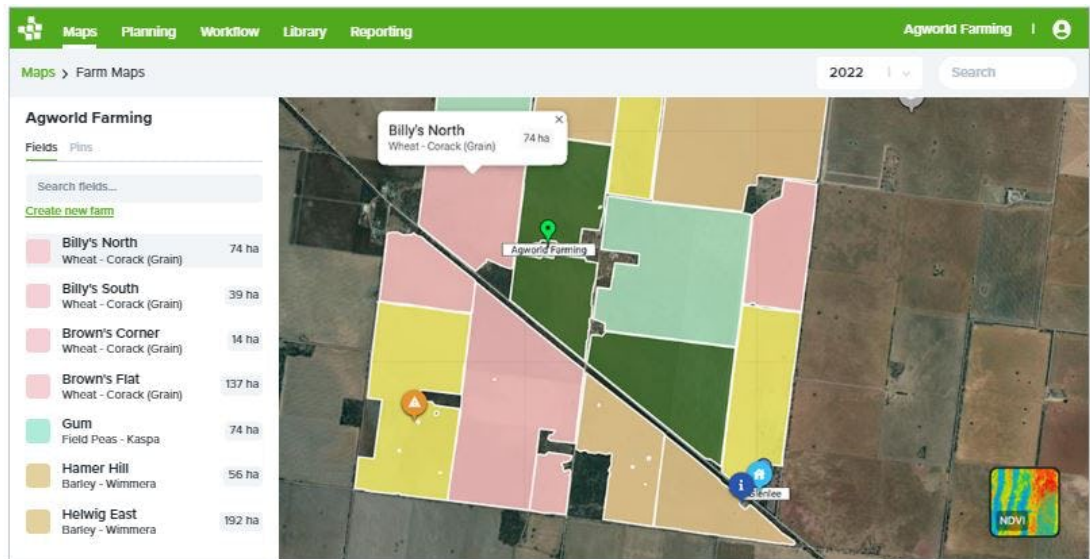 Maps Planning Workflow Library Reporting Agworld Farming
Maps > Farm Maps 2022 Search
Agworld Farming
Fields Pins
Search fields...
Create new farm
Billy's North 74 ha
Wheat - Corack (Grain)
Billy's South 39 ha
Wheat - Corack (Grain)
Brown's Corner 14 ha
Wheat - Corack (Grain)
Brown's Flat 137 ha
Wheat - Corack (Grain)
Gum 74 ha
Field Peas - Kaspa
Hamer Hill 56 ha
Barley - Wimmera
Helwig East 192 ha
Barley - Wimmera
Billy's North 74 ha
Wheat - Corack (Grain)
Agworld Farming
NDVI